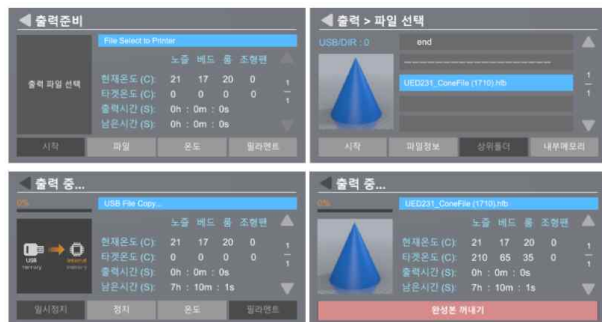 출력준비
File Select to Printer
노즐 베드 룸 조형팬
출력 파일 선택
현재온도 (C): 21 17 20 0
타겟온도 (C): 0 0 0 0
출력시간 (S): 0h : 0m : 0s
남은시간 (S): 0h : 0m : 0s
1
1
시작 파일 온도 필라멘트
출력 > 파일 선택
USB/DIR : 0
end
UED231_ConeFile (1710).hfb
1
1
시작 파일정보 상위폴더 내부메모리
출력 중...
0%
USB File Copy...
노즐 베드 룸 조형팬
USB memory
Internal memory
현재온도 (C): 21 17 20 0
타겟온도 (C): 0 0 0 0
출력시간 (S): 0h : 0m : 0s
남은시간 (S): 7h : 10m : 1s
1
1
일시정지 정지 온도 필라멘트
출력 중...
0%
UED231_ConeFile (1710).hfb
노즐 베드 룸 조형팬
현재온도 (C): 21 17 20 0
타겟온도 (C): 210 65 35 0
출력시간 (S): 0h : 0m : 0s
남은시간 (S): 7h : 10m : 1s
1
1
완성본 꺼내기